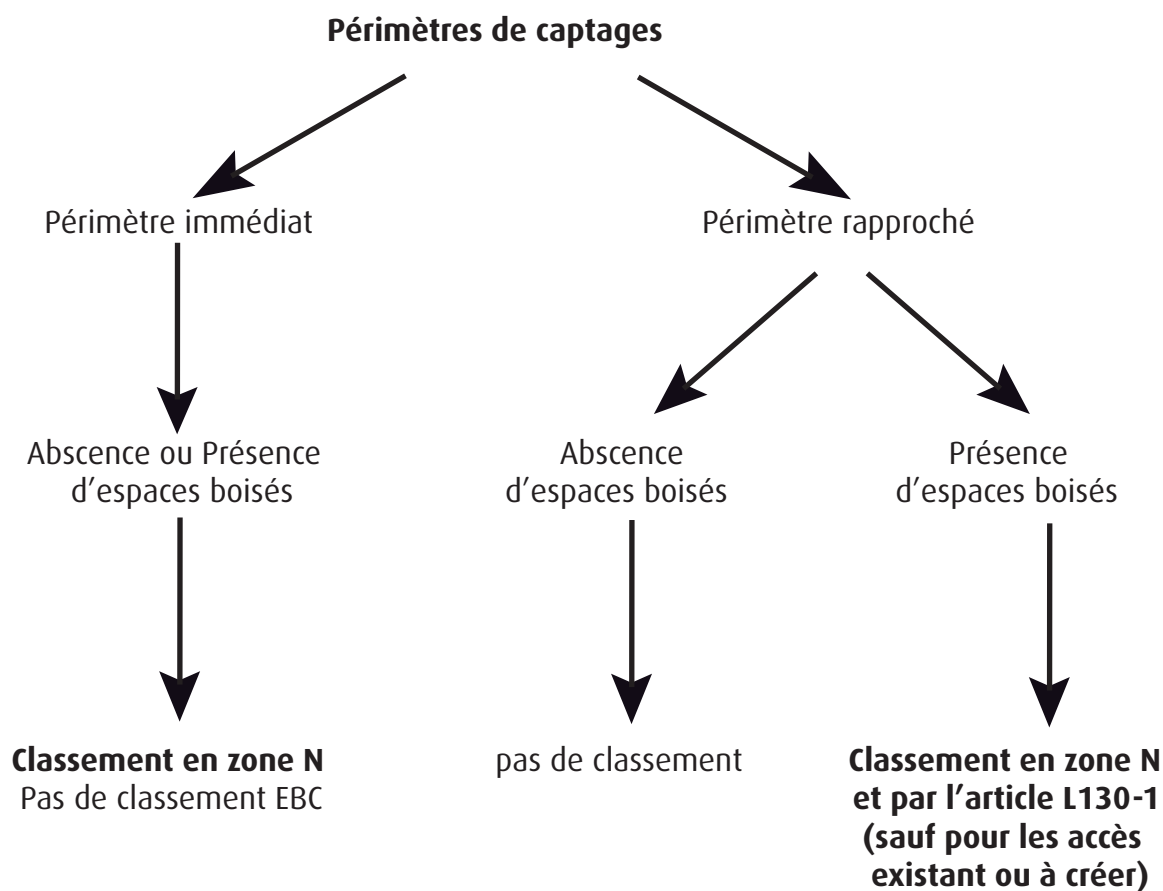 Périmètres de captages
Périmètre immédiat
Périmètre rapproché
Abscence ou Présence
d'espaces boisés
Abscence
d'espaces boisés
Présence
d'espaces boisés
Classement en zone N
Pas de classement EBC
pas de classement
Classement en zone N
et par l'article L130-1
(sauf pour les accès
existant ou à créer)